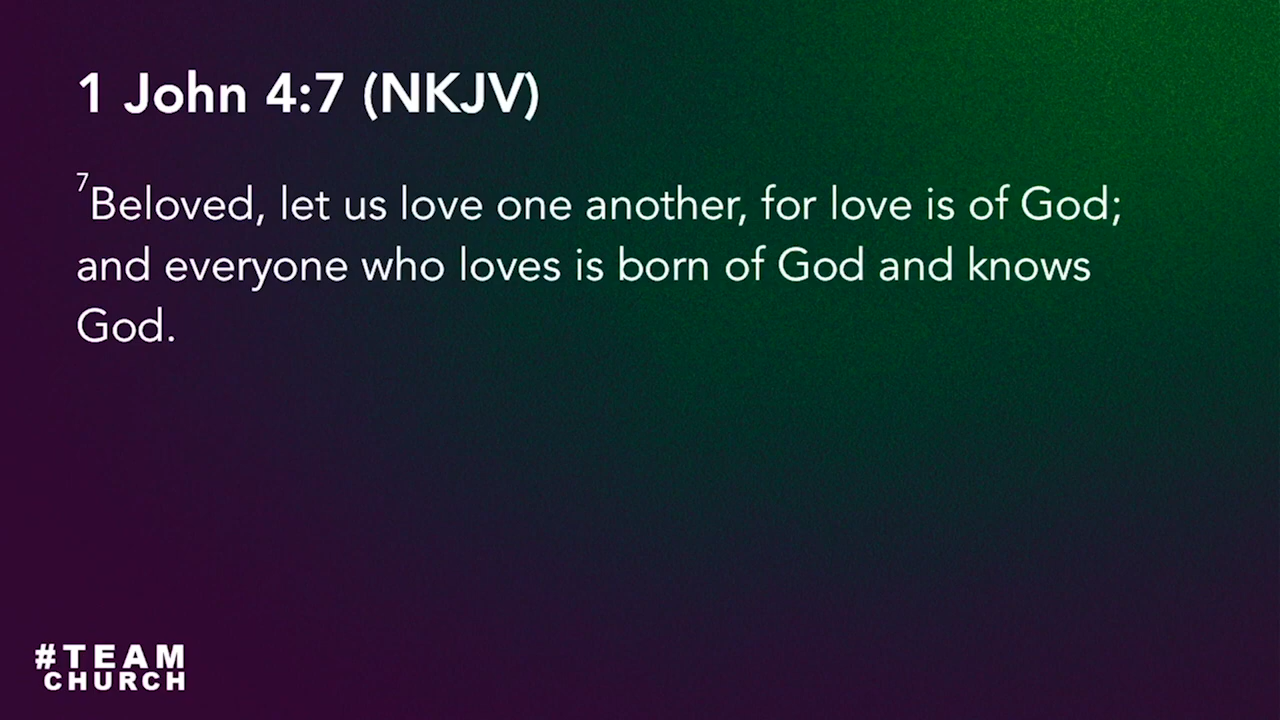 1 John 4:7 (NKJV)
7Beloved, let us love one another, for love is of God;
and everyone who loves is born of God and knows
God.
#TEAM
CHURCH